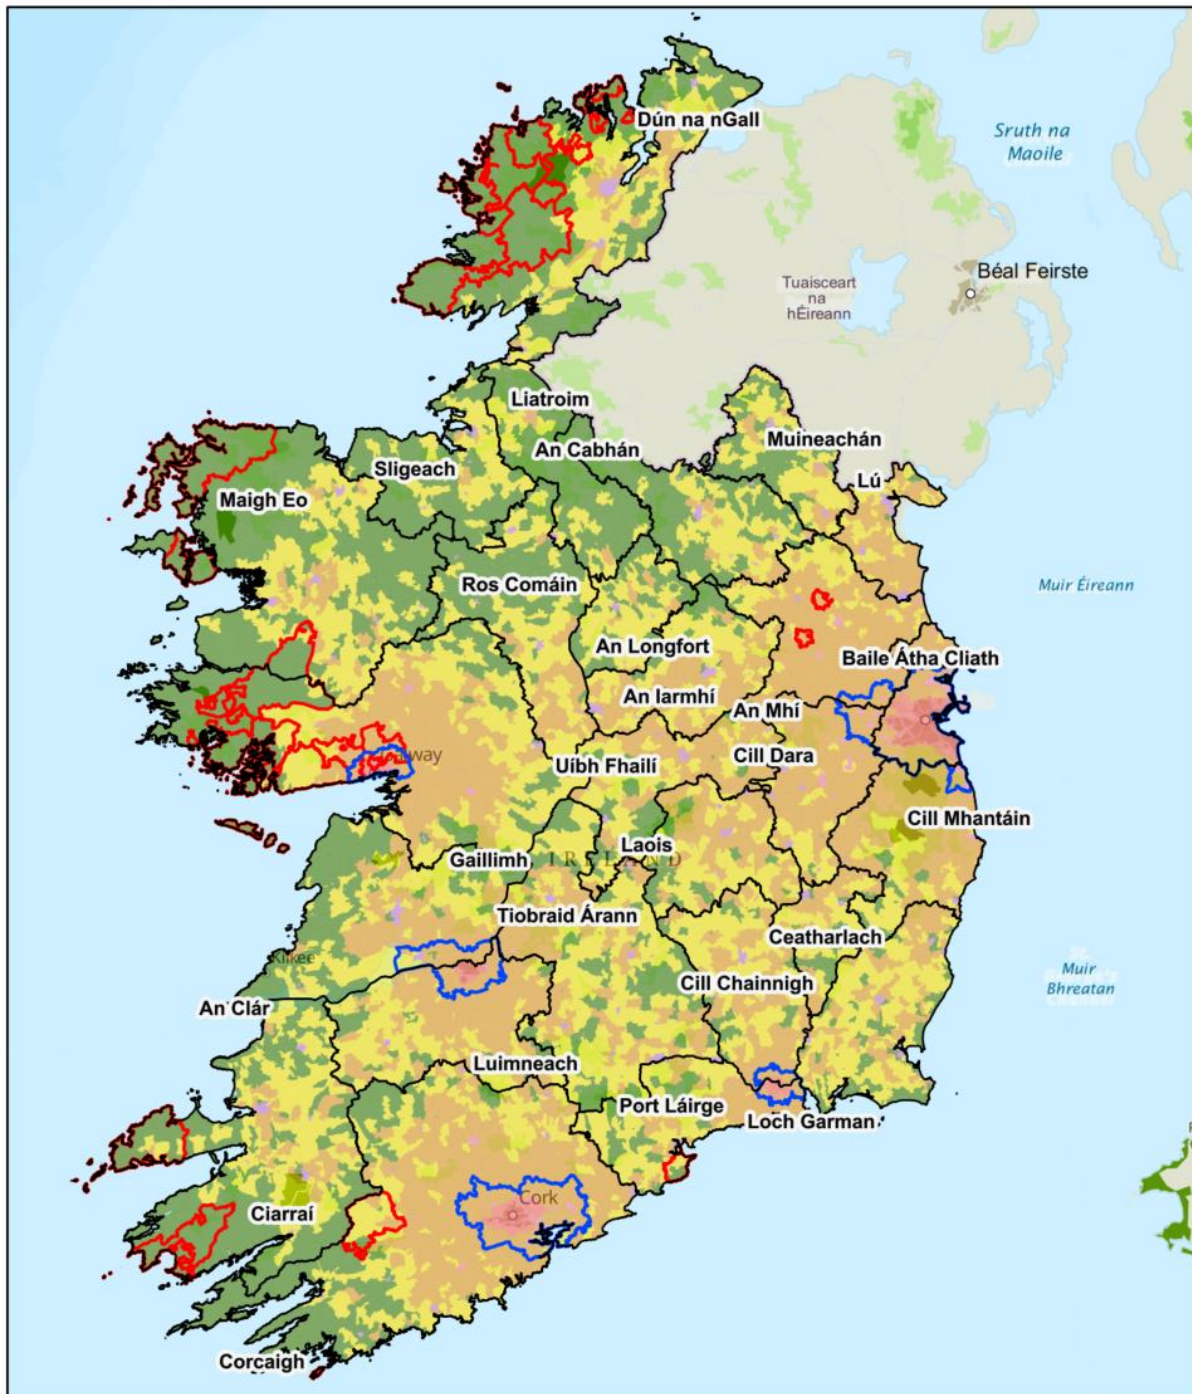 Dún na nGall
Sruth na
Maoile
Béal Feirste
Tuaisceart
na
hÉireann
Liatroim
An Cabhán
Muineachán
Sligeach
Lú
Maigh Eo
Ros Comáin
Muir Éireann
An Longfort
Baile Átha Cliath
An Iarmhí
An Mhí
Cill Dara
Uíbh Fhailí
Cill Mhantáin
Laois
Gaillimh
IRELAND
Tiobraid Árann
Ceatharlach
Kilkee
Cill Chainnigh
Muir
Bhreatan
An Clár
Luimneach
Port Láirge
Loch Garman
Cork
Ciarraí
Corcaigh